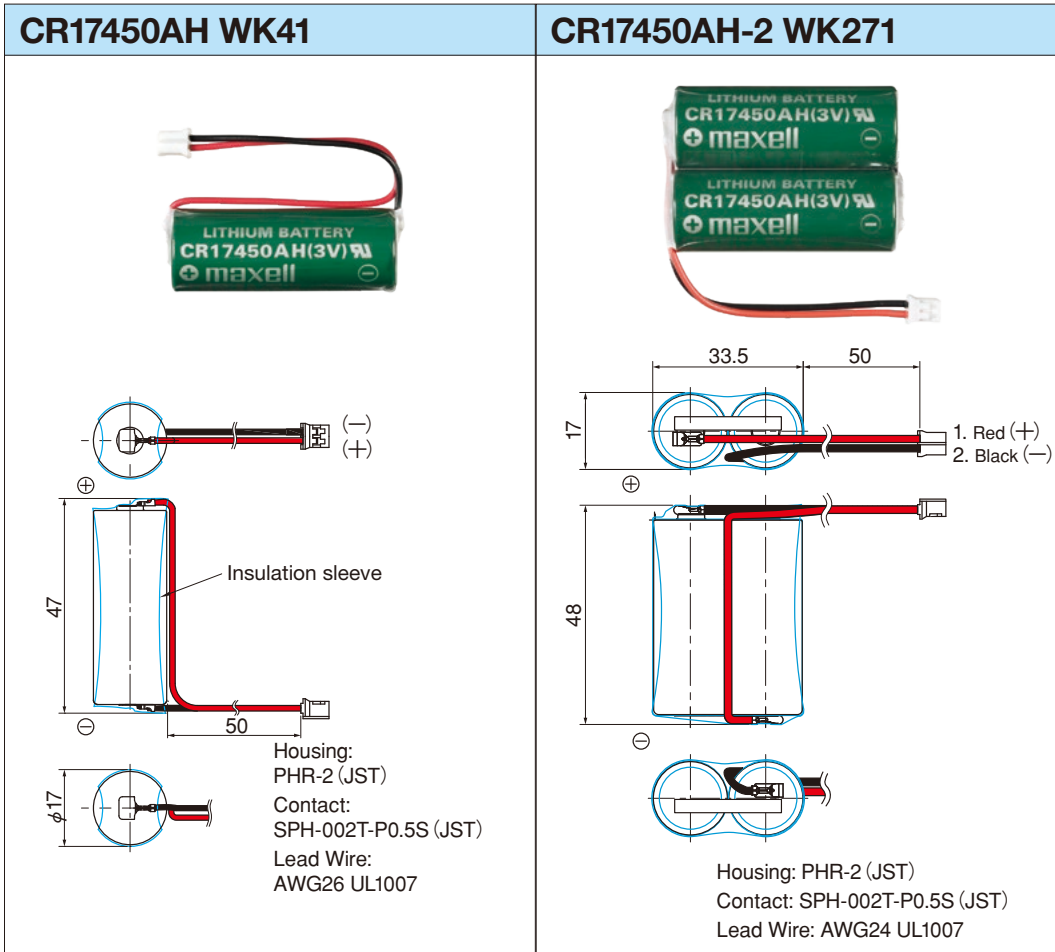 CR17450AH WK41
LITHIUM BATTERY
CR17450AH(3V)
⊕ maxell ⊖
(−)
(+)
⊕
Insulation sleeve
47
⊖
50
φ17
Housing:
PHR-2 (JST)
Contact:
SPH-002T-P0.5S (JST)
Lead Wire:
AWG26 UL1007
CR17450AH-2 WK271
LITHIUM BATTERY
CR17450AH(3V)
⊕ maxell ⊖
LITHIUM BATTERY
CR17450AH(3V)
⊕ maxell ⊖
33.5
50
17
1. Red (+)
2. Black (−)
⊕
48
⊖
Housing: PHR-2 (JST)
Contact: SPH-002T-P0.5S (JST)
Lead Wire: AWG24 UL1007